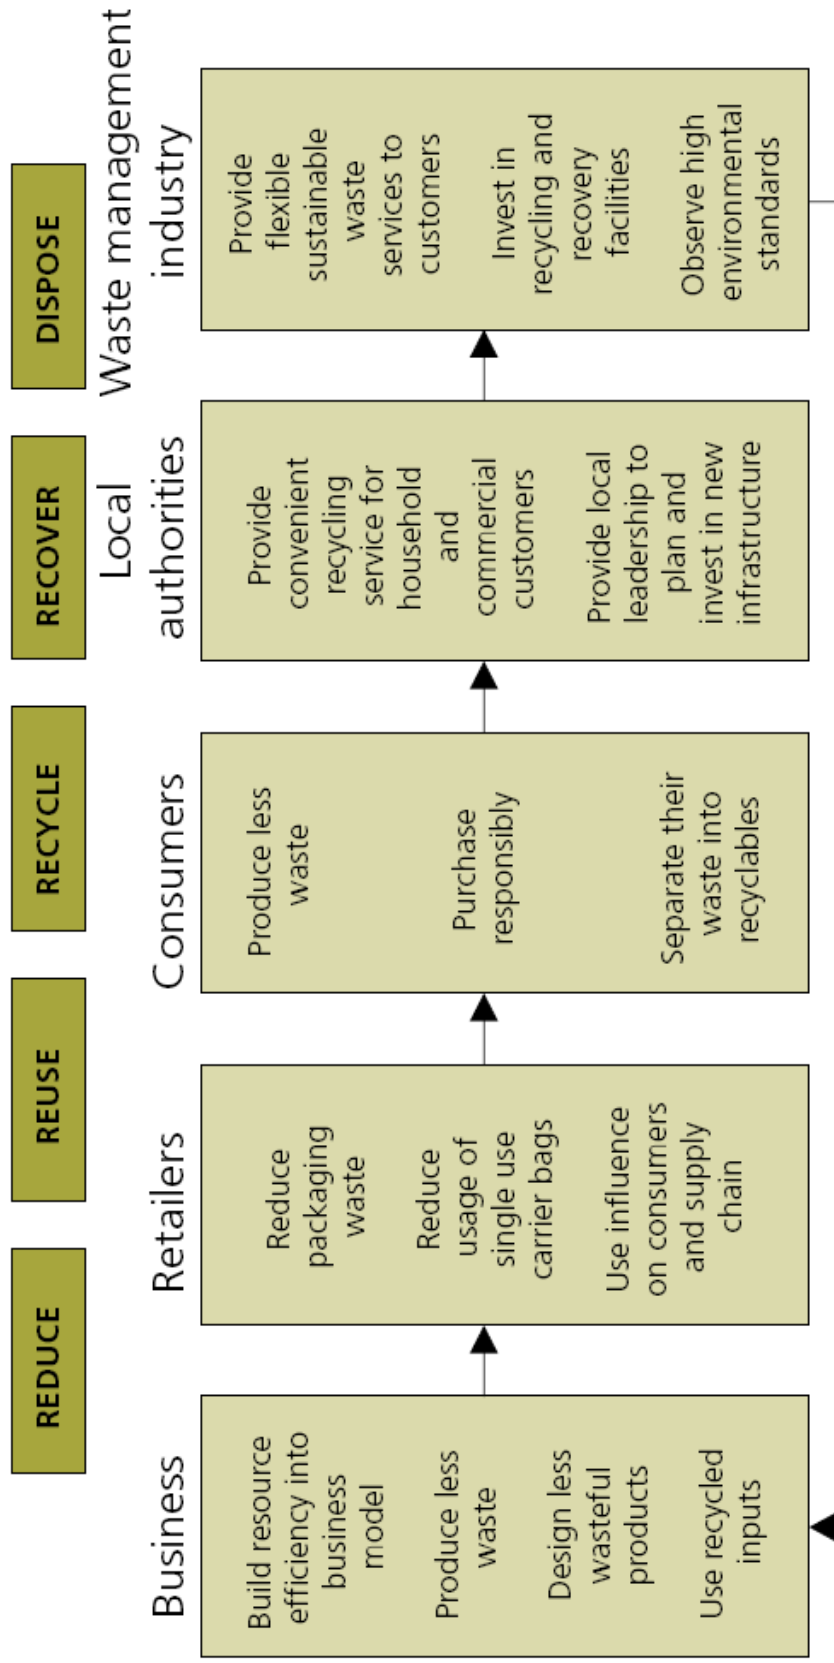 REDUCE
REUSE
RECYCLE
RECOVER
DISPOSE
Business
Build resource
efficiency into
business
model
Produce less
waste
Design less
wasteful
products
Use recycled
inputs
Retailers
Reduce
packaging
waste
Reduce
usage of
single use
carrier bags
Use influence
on consumers
and supply
chain
Consumers
Produce less
waste
Purchase
responsibly
Separate their
waste into
recyclables
Local
authorities
Provide
convenient
recycling
service for
household
and
commercial
customers
Provide local
leadership to
plan and
invest in new
infrastructure
Waste management
industry
Provide
flexible
sustainable
waste
services to
customers
Invest in
recycling and
recovery
facilities
Observe high
environmental
standards